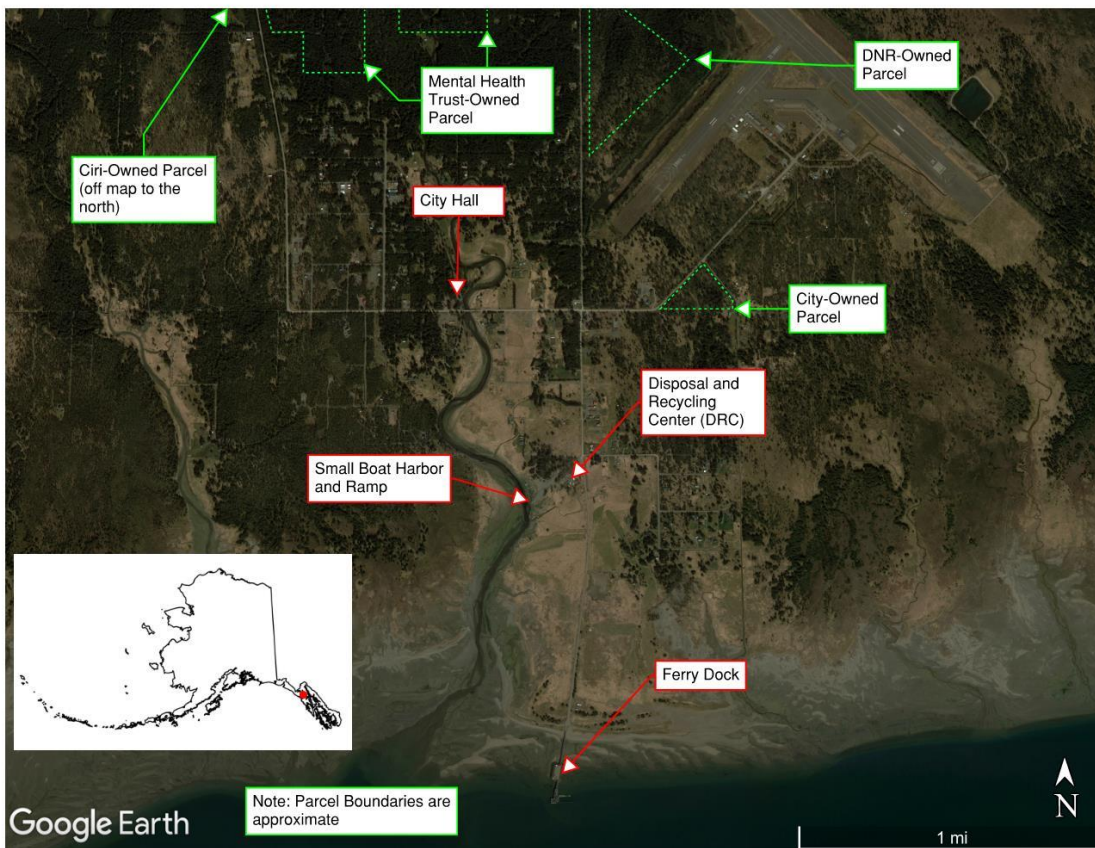 DNR-Owned
Parcel
Mental Health
Trust-Owned
Parcel
Ciri-Owned Parcel
(off map to the
north)
City Hall
City-Owned
Parcel
Disposal and
Recycling
Center (DRC)
Small Boat Harbor
and Ramp
Ferry Dock
Note: Parcel Boundaries are
approximate
Google Earth
N
1 mi